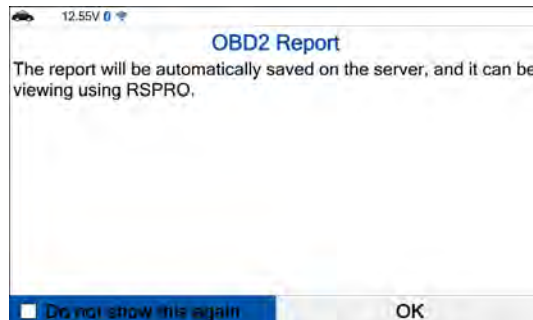 12.55V
OBD2 Report
The report will be automatically saved on the server, and it can be
viewing using RSPRO.
Do not show this again
OK